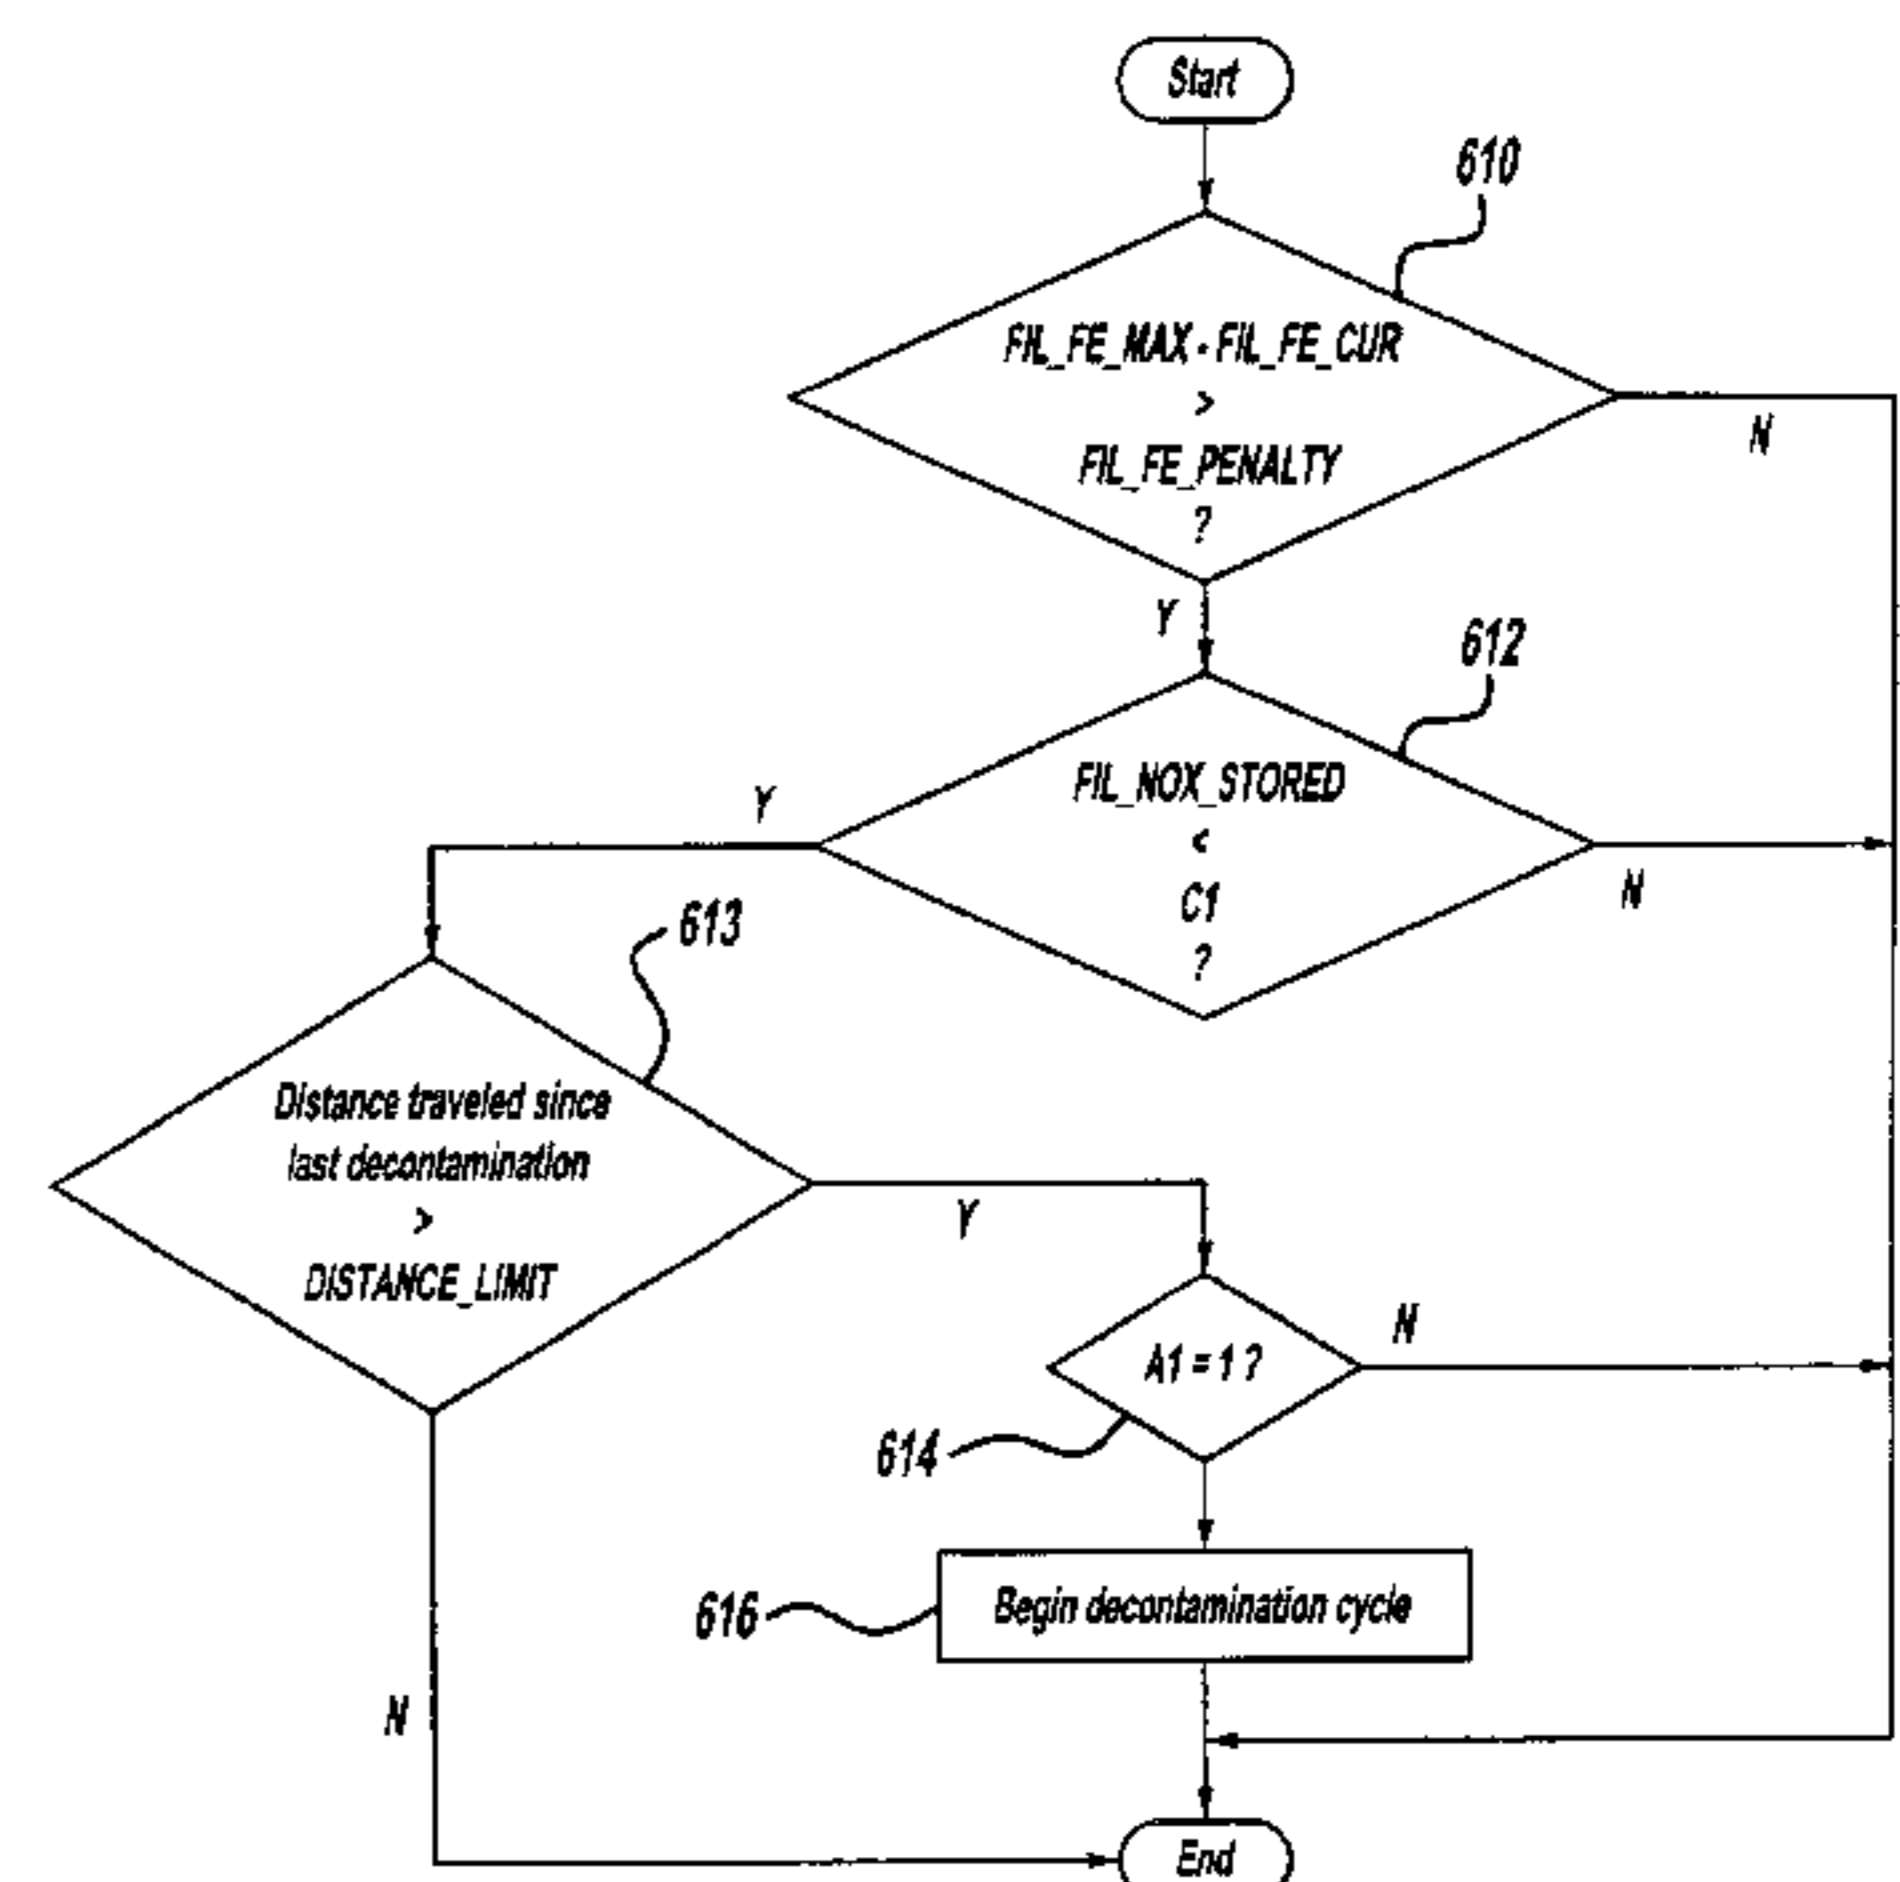 Start
610
FIL_FE_MAX - FIL_FE_CUR
>
FIL_FE_PENALTY
?
N
Y
612
FIL_NOX_STORED
<
C1
?
Y
N
613
Distance traveled since
last decontamination
>
DISTANCE_LIMIT
Y
N
A1 = 1 ?
614
616
Begin decontamination cycle
N
End